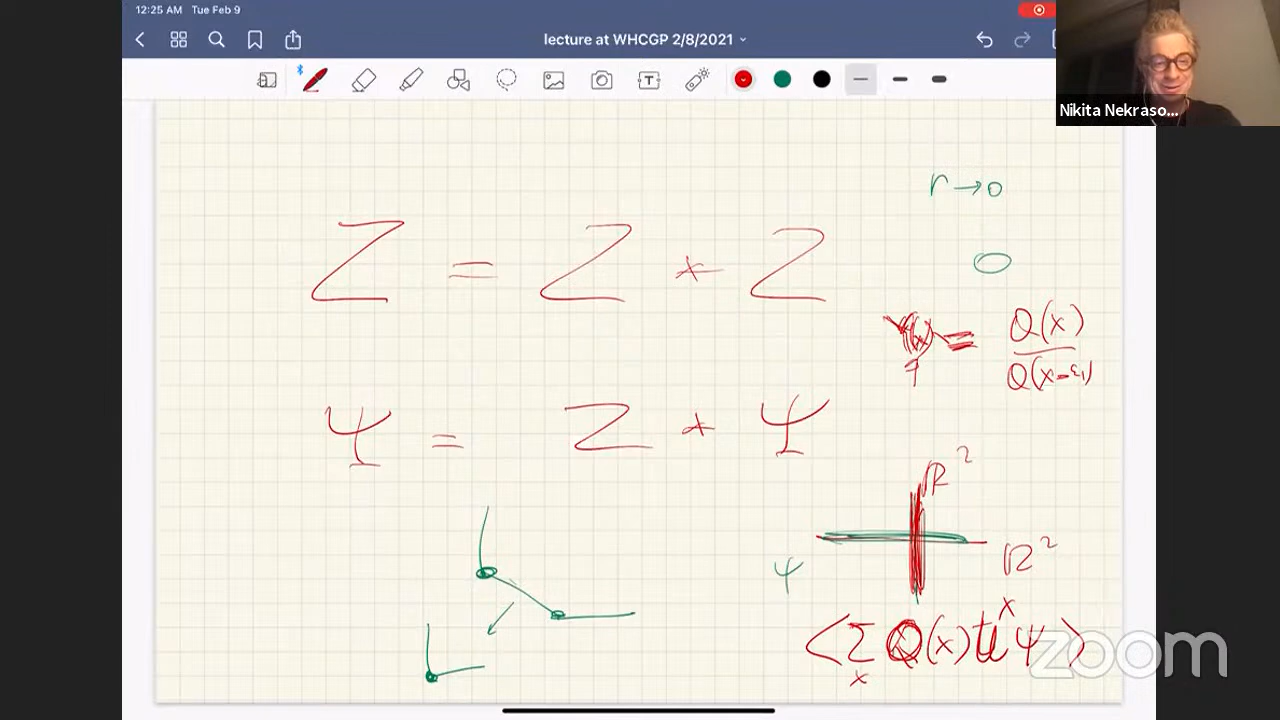 12:25 AM Tue Feb 9
lecture at WHCGP 2/8/2021
Nikita Nekraso...
r → 0
Z = Z * Z
Y(x) = Q(x) / Q(x-ε₁)
Ψ = Z * Ψ
ℝ²
ℝ²
Ψ
< Σ Q(x) Ψ >
x
zoom